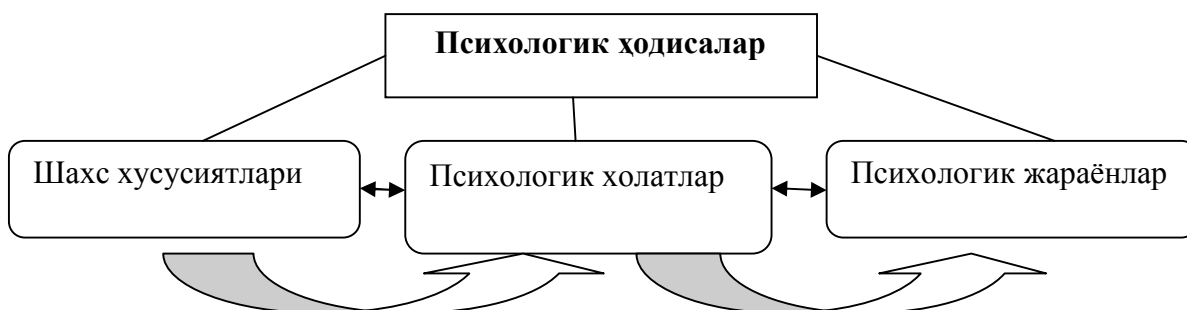 Психологик ҳодисалар
Шахс хусусиятлари
Психологик холатлар
Психологик жараёнлар